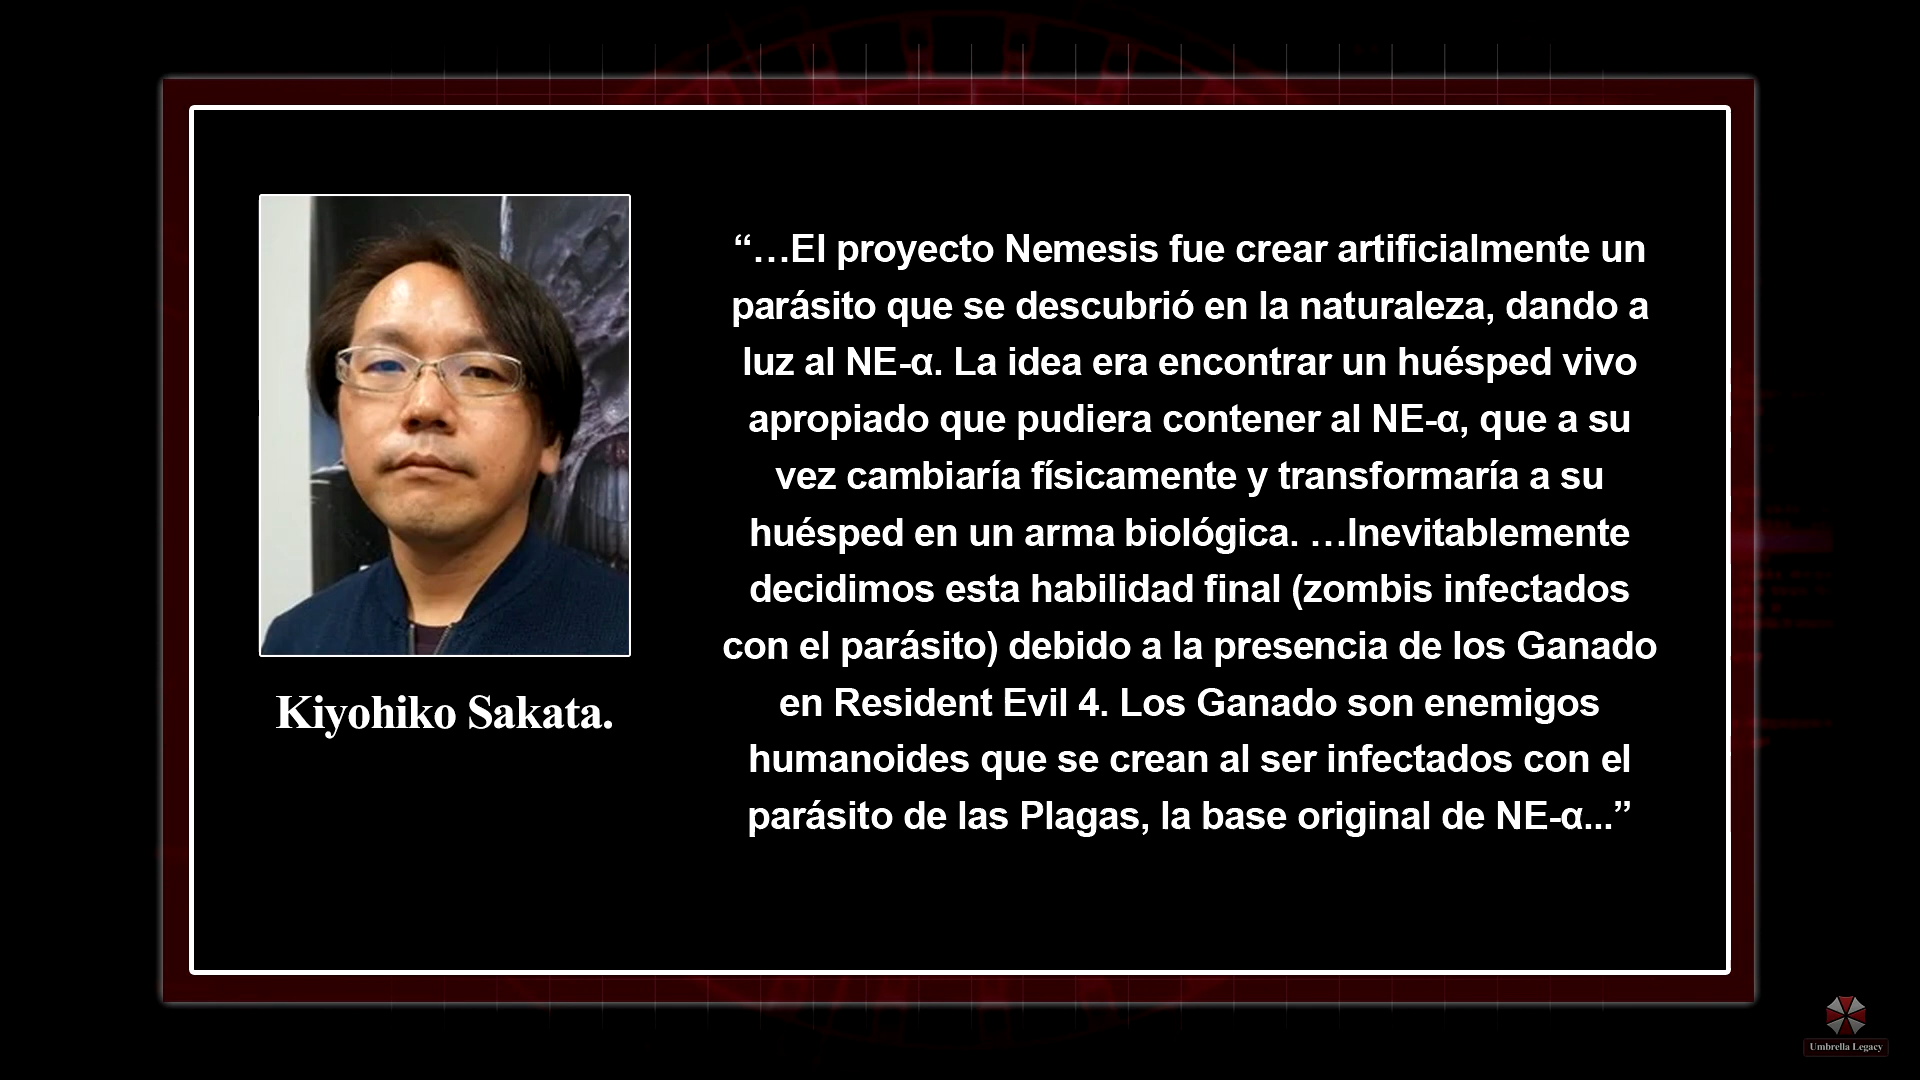 “…El proyecto Nemesis fue crear artificialmente un
parásito que se descubrió en la naturaleza, dando a
luz al NE-α. La idea era encontrar un huésped vivo
apropiado que pudiera contener al NE-α, que a su
vez cambiaría físicamente y transformaría a su
huésped en un arma biológica. …Inevitablemente
decidimos esta habilidad final (zombis infectados
con el parásito) debido a la presencia de los Ganado
en Resident Evil 4. Los Ganado son enemigos
humanoides que se crean al ser infectados con el
parásito de las Plagas, la base original de NE-α...”
Kiyohiko Sakata.
Umbrella Legacy